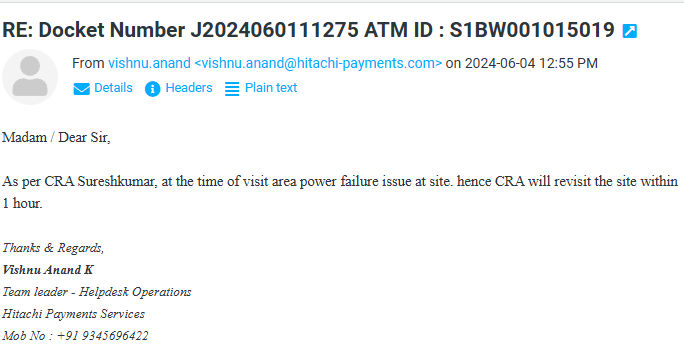 RE: Docket Number J2024060111275 ATM ID : S1BW001015019
From vishnu.anand <vishnu.anand@hitachi-payments.com> on 2024-06-04 12:55 PM
Details Headers Plain text
Madam / Dear Sir,
As per CRA Sureshkumar, at the time of visit area power failure issue at site. hence CRA will revisit the site within
1 hour.
Thanks & Regards,
Vishnu Anand K
Team leader - Helpdesk Operations
Hitachi Payments Services
Mob No : +91 9345696422